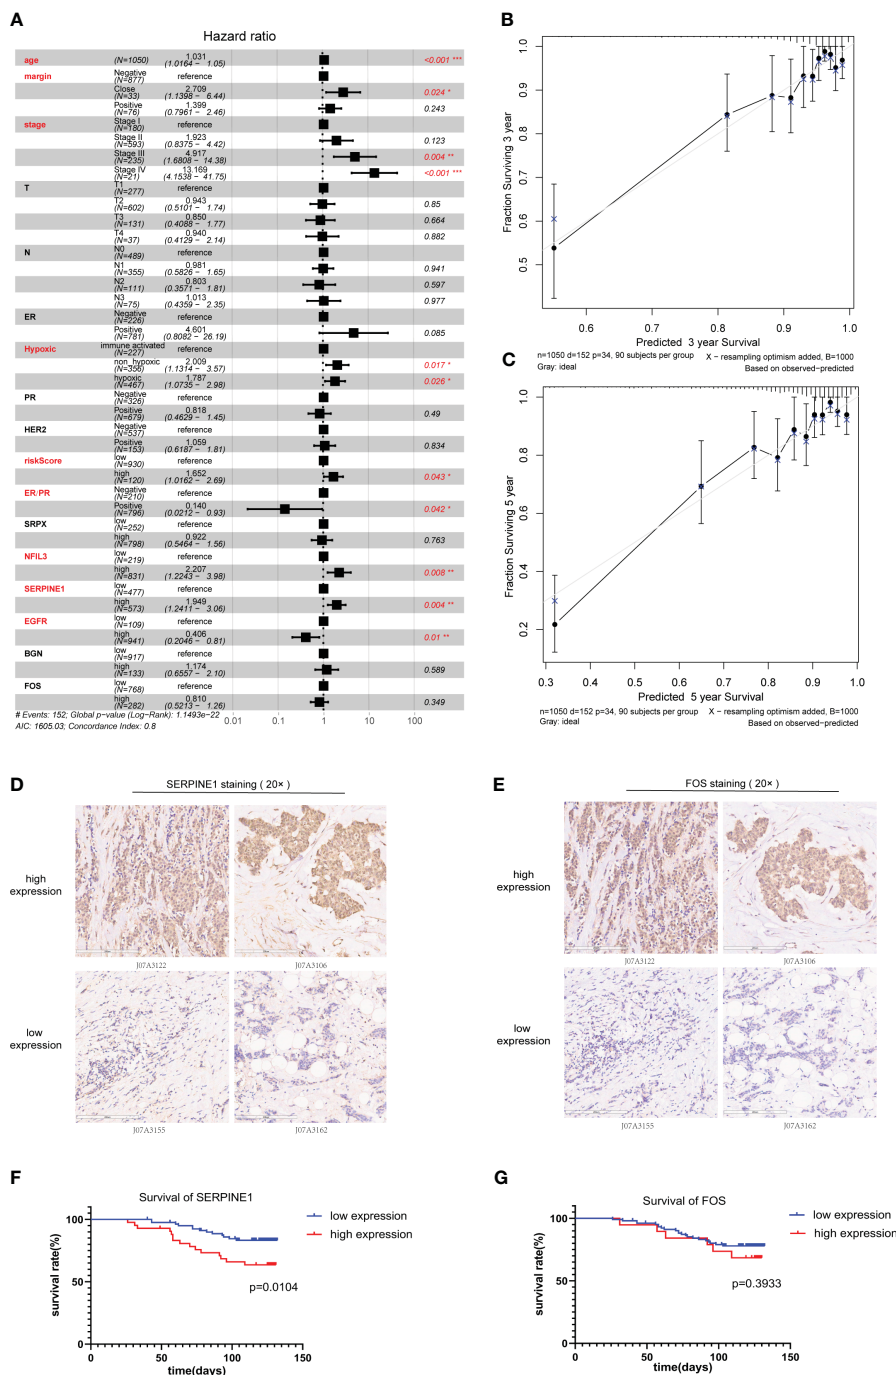 A
Hazard ratio
age (N=1050) 1.031 (1.0164 − 1.05) <0.001 ***
margin Negative (N=877) reference
Close (N=33) 2.709 (1.1398 − 6.44) 0.024 *
Positive (N=76) 1.399 (0.7961 − 2.46) 0.243
stage Stage I (N=180) reference
Stage II (N=593) 1.923 (0.8375 − 4.42) 0.123
Stage III (N=235) 4.917 (1.6808 − 14.38) 0.004 **
Stage IV (N=21) 13.169 (4.1538 − 41.75) <0.001 ***
T T1 (N=277) reference
T2 (N=602) 0.943 (0.5101 − 1.74) 0.85
T3 (N=131) 0.850 (0.4088 − 1.77) 0.664
T4 (N=37) 0.940 (0.4129 − 2.14) 0.882
N N0 (N=489) reference
N1 (N=355) 0.981 (0.5826 − 1.65) 0.941
N2 (N=111) 0.803 (0.3571 − 1.81) 0.597
N3 (N=75) 1.013 (0.4359 − 2.35) 0.977
ER Negative (N=226) reference
Positive (N=781) 4.601 (0.8082 − 26.19) 0.085
Hypoxic immune activated (N=227) reference
non_hypoxic (N=356) 2.009 (1.1314 − 3.57) 0.017 *
hypoxic (N=467) 1.787 (1.0735 − 2.98) 0.026 *
PR Negative (N=326) reference
Positive (N=679) 0.818 (0.4629 − 1.45) 0.49
HER2 Negative (N=537) reference
Positive (N=153) 1.059 (0.6187 − 1.81) 0.834
riskScore low (N=930) reference
high (N=120) 1.652 (1.0162 − 2.69) 0.043 *
ER/PR Negative (N=210) reference
Positive (N=796) 0.140 (0.0212 − 0.93) 0.042 *
SRPX low (N=252) reference
high (N=798) 0.922 (0.5464 − 1.56) 0.763
NFIL3 low (N=219) reference
high (N=831) 2.207 (1.2243 − 3.98) 0.008 **
SERPINE1 low (N=477) reference
high (N=573) 1.949 (1.2411 − 3.06) 0.004 **
EGFR low (N=109) reference
high (N=941) 0.406 (0.2046 − 0.81) 0.01 **
BGN low (N=917) reference
high (N=133) 1.174 (0.6557 − 2.10) 0.589
FOS low (N=768) reference
high (N=282) 0.810 (0.5213 − 1.26) 0.349
# Events: 152; Global p−value (Log−Rank): 1.1493e−22
AIC: 1605.03; Concordance Index: 0.8
0.01 0.1 1 10 100
B
Fraction Surviving 3 year
1.0
0.9
0.8
0.7
0.6
0.5
0.6 0.7 0.8 0.9 1.0
Predicted 3 year Survival
n=1050 d=152 p=34, 90 subjects per group
Gray: ideal
X − resampling optimism added, B=1000
Based on observed−predicted
C
Fraction Surviving 5 year
1.0
0.8
0.6
0.4
0.2
0.3 0.4 0.5 0.6 0.7 0.8 0.9 1.0
Predicted 5 year Survival
n=1050 d=152 p=34, 90 subjects per group
Gray: ideal
X − resampling optimism added, B=1000
Based on observed−predicted
D
SERPINE1 staining ( 20× )
high expression
J07A3122
J07A3106
low expression
J07A3155
J07A3162
E
FOS staining ( 20× )
high expression
J07A3122
J07A3106
low expression
J07A3155
J07A3162
F
Survival of SERPINE1
low expression
high expression
survival rate(%)
100
50
0
p=0.0104
0 50 100 150
time(days)
G
Survival of FOS
low expression
high expression
survival rate(%)
100
50
0
p=0.3933
0 50 100 150
time(days)